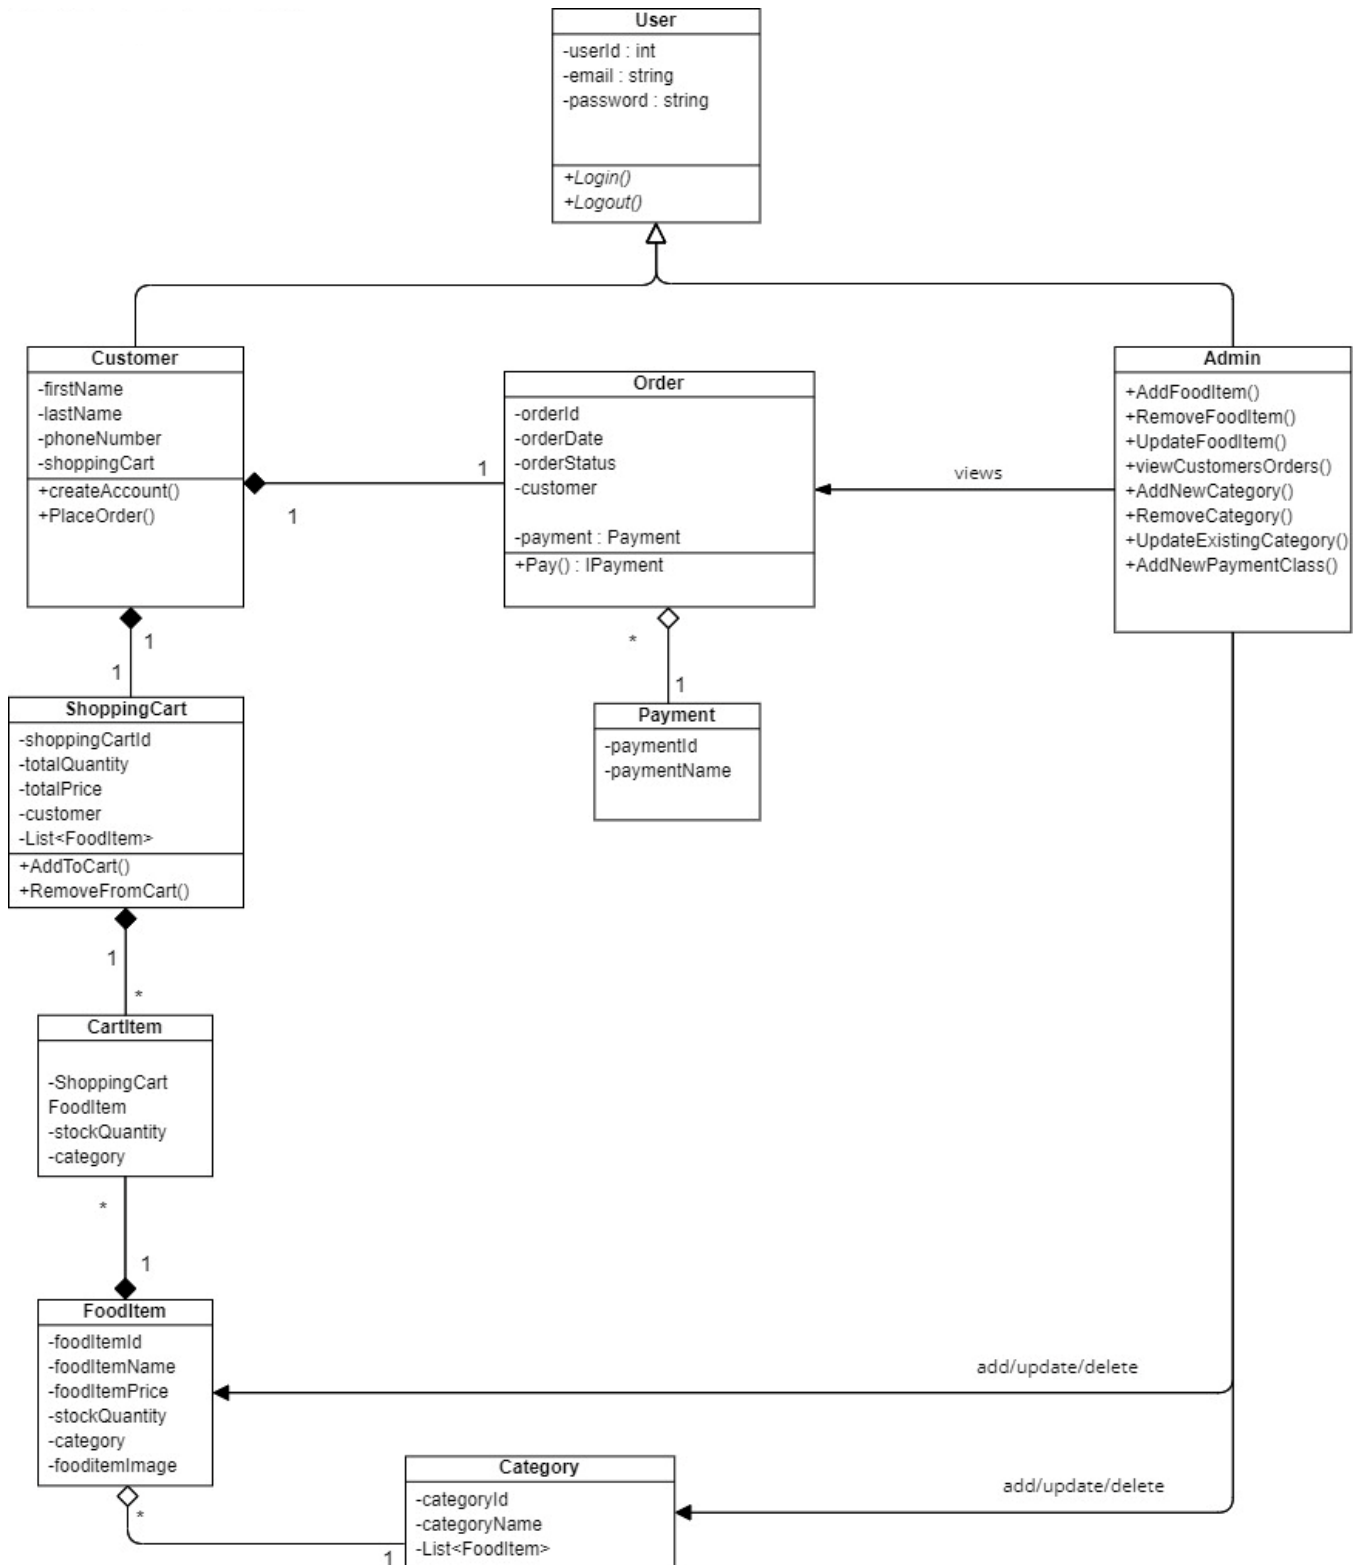 User
-userId : int
-email : string
-password : string
+Login()
+Logout()
Customer
-firstName
-lastName
-phoneNumber
-shoppingCart
+createAccount()
+PlaceOrder()
1
1
Order
-orderId
-orderDate
-orderStatus
-customer
-payment : Payment
+Pay() : IPayment
views
Admin
+AddFoodItem()
+RemoveFoodItem()
+UpdateFoodItem()
+viewCustomersOrders()
+AddNewCategory()
+RemoveCategory()
+UpdateExistingCategory()
+AddNewPaymentClass()
1
1
*
1
ShoppingCart
-shoppingCartId
-totalQuantity
-totalPrice
-customer
-List<FoodItem>
+AddToCart()
+RemoveFromCart()
Payment
-paymentId
-paymentName
1
*
CartItem
-ShoppingCart
FoodItem
-stockQuantity
-category
*
1
FoodItem
-foodItemId
-foodItemName
-foodItemPrice
-stockQuantity
-category
-fooditemImage
add/update/delete
*
1
Category
-categoryId
-categoryName
-List<FoodItem>
add/update/delete